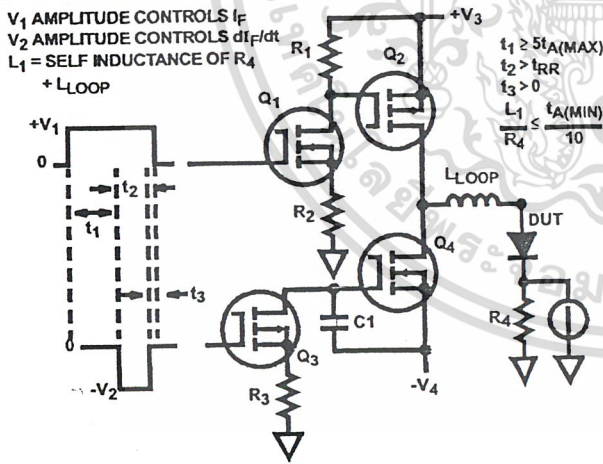 V1 AMPLITUDE CONTROLS IF
V2 AMPLITUDE CONTROLS dIF/dt
L1 = SELF INDUCTANCE OF R4
+ LLOOP
+V1
0
t2
t1
t3
0
-V2
R1
Q1
R2
Q2
+V3
t1 ≥ 5tA(MAX)
t2 > tRR
t3 > 0
L1/R4 ≤ tA(MIN)/10
LLOOP
DUT
Q4
R4
C1
Q3
R3
-V4